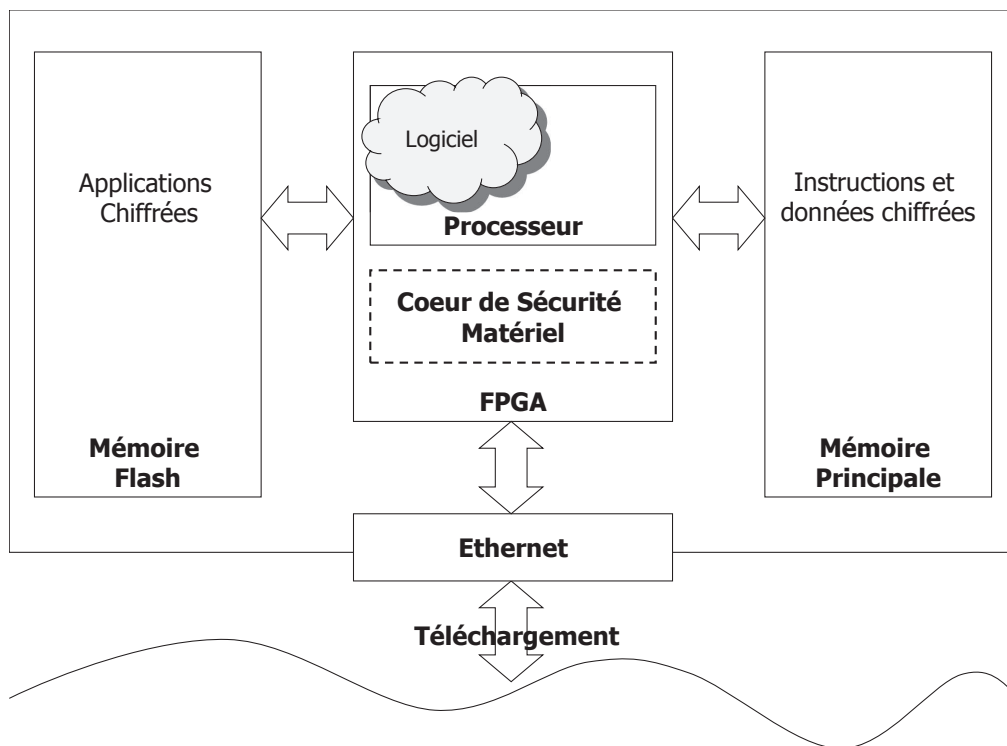 Applications
Chiffrées
Mémoire
Flash
Logiciel
Processeur
Coeur de Sécurité
Matériel
FPGA
Instructions et
données chiffrées
Mémoire
Principale
Ethernet
Téléchargement